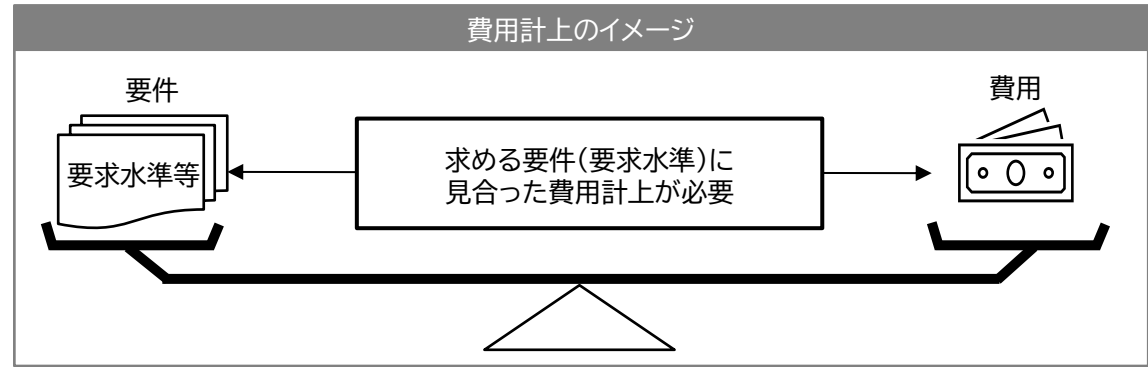 費用計上のイメージ
要件
費用
要求水準等
求める要件(要求水準)に
見合った費用計上が必要